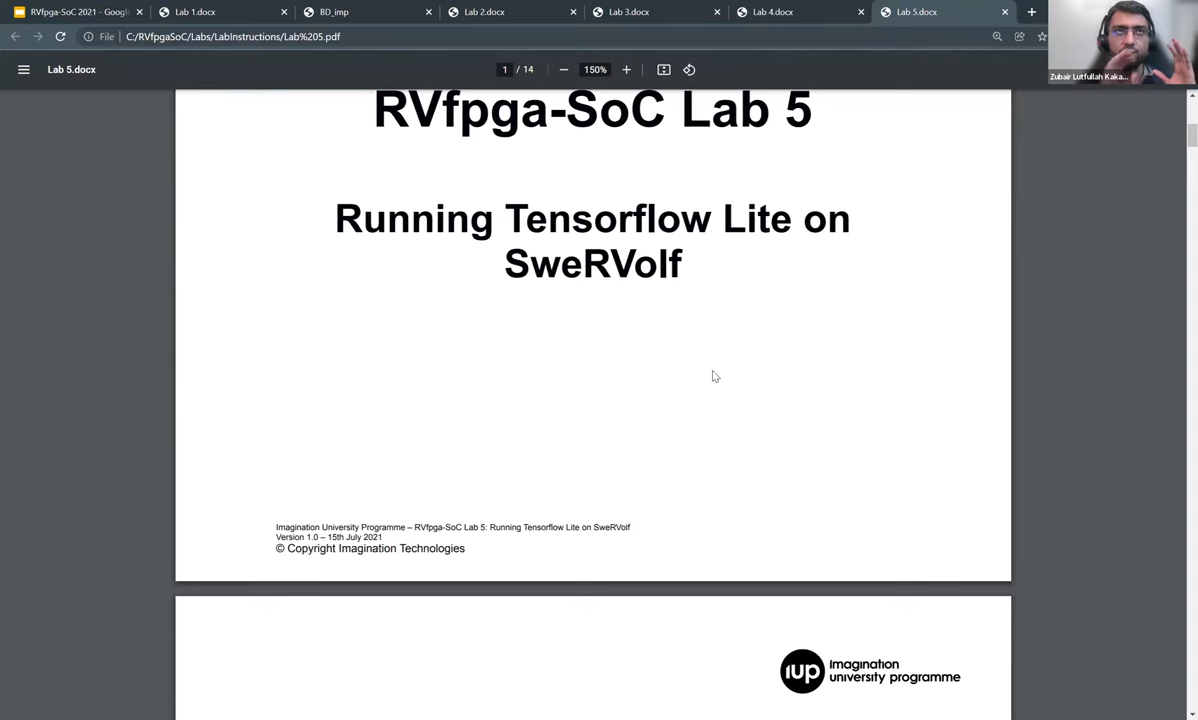 RVfpga-SoC 2021 - Google
Lab 1.docx
BD_imp
Lab 2.docx
Lab 3.docx
Lab 4.docx
Lab 5.docx
File
C:/RVfpgaSoC/Labs/LabInstructions/Lab%205.pdf
Lab 5.docx
1 / 14
150%
Zubair Lutfullah Kaka...
RVfpga-SoC Lab 5
Running Tensorflow Lite on
SweRVolf
Imagination University Programme – RVfpga-SoC Lab 5: Running Tensorflow Lite on SweRVolf
Version 1.0 – 15th July 2021
© Copyright Imagination Technologies
iup
imagination
university programme